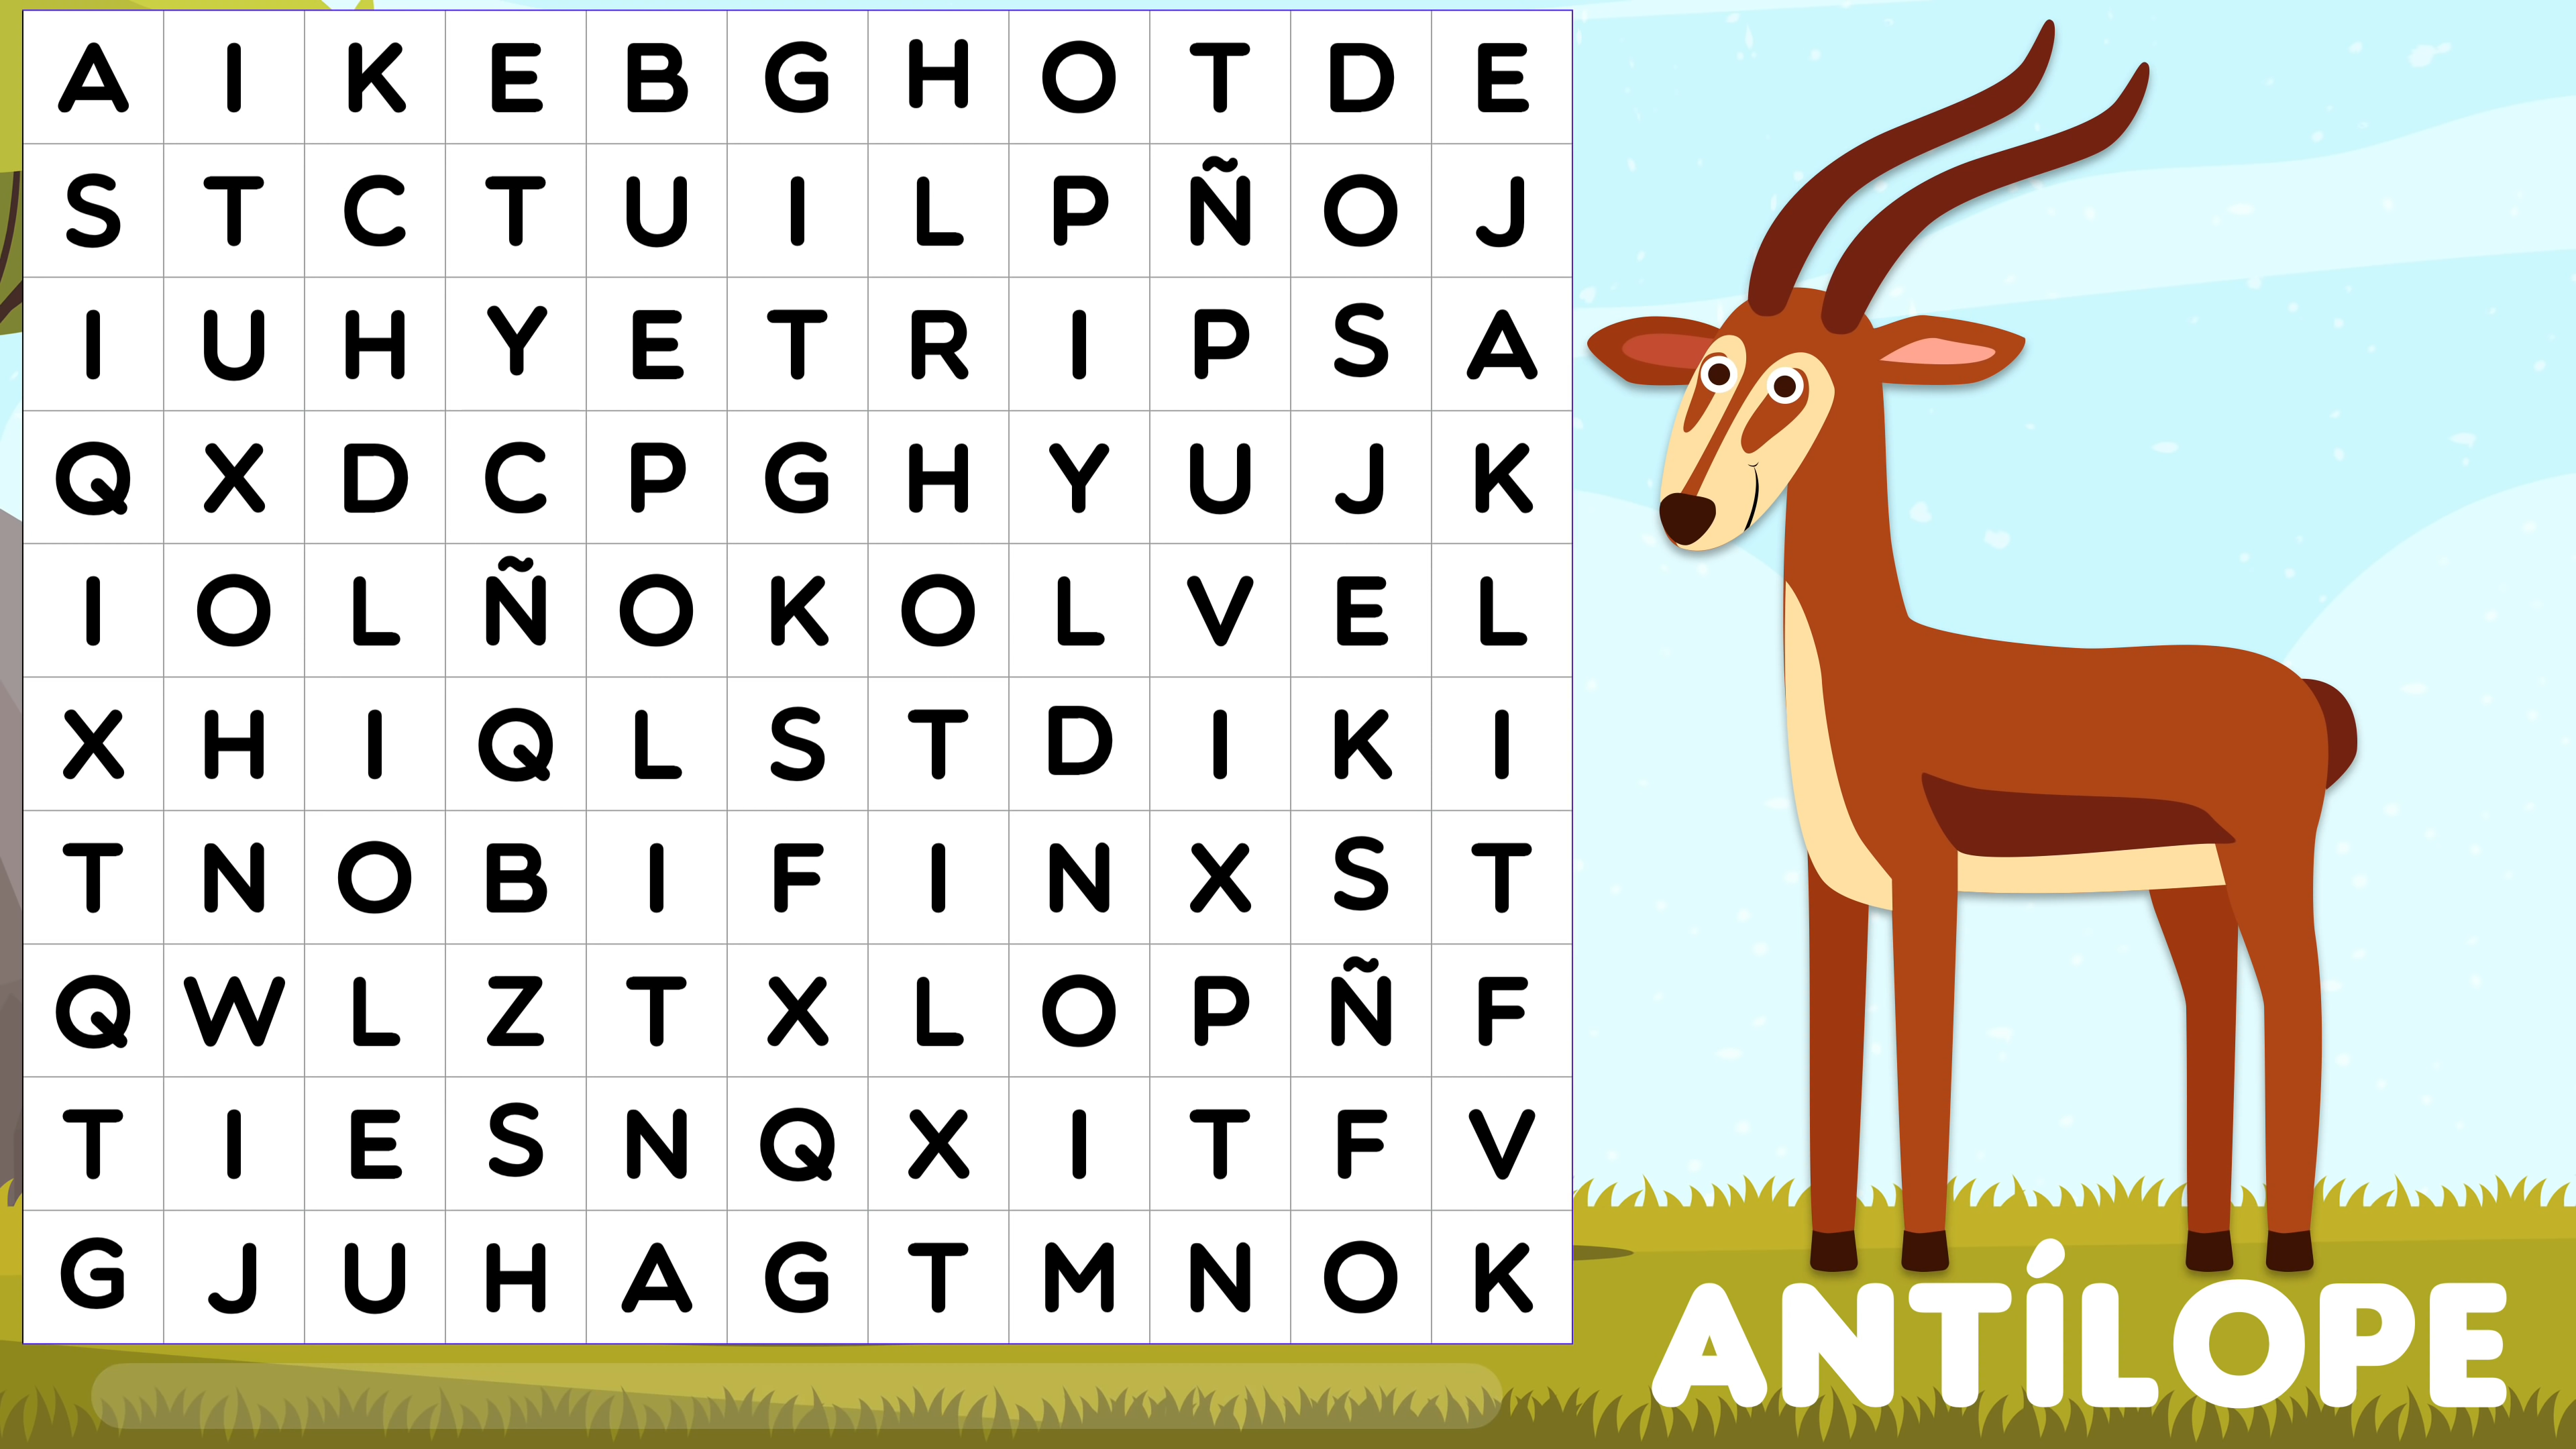 A I K E B G H O T D E
S T C T U I L P Ñ O J
I U H Y E T R I P S A
Q X D C P G H Y U J K
I O L Ñ O K O L V E L
X H I Q L S T D I K I
T N O B I F I N X S T
Q W L Z T X L O P Ñ F
T I E S N Q X I T F V
G J U H A G T M N O K
ANTÍLOPE